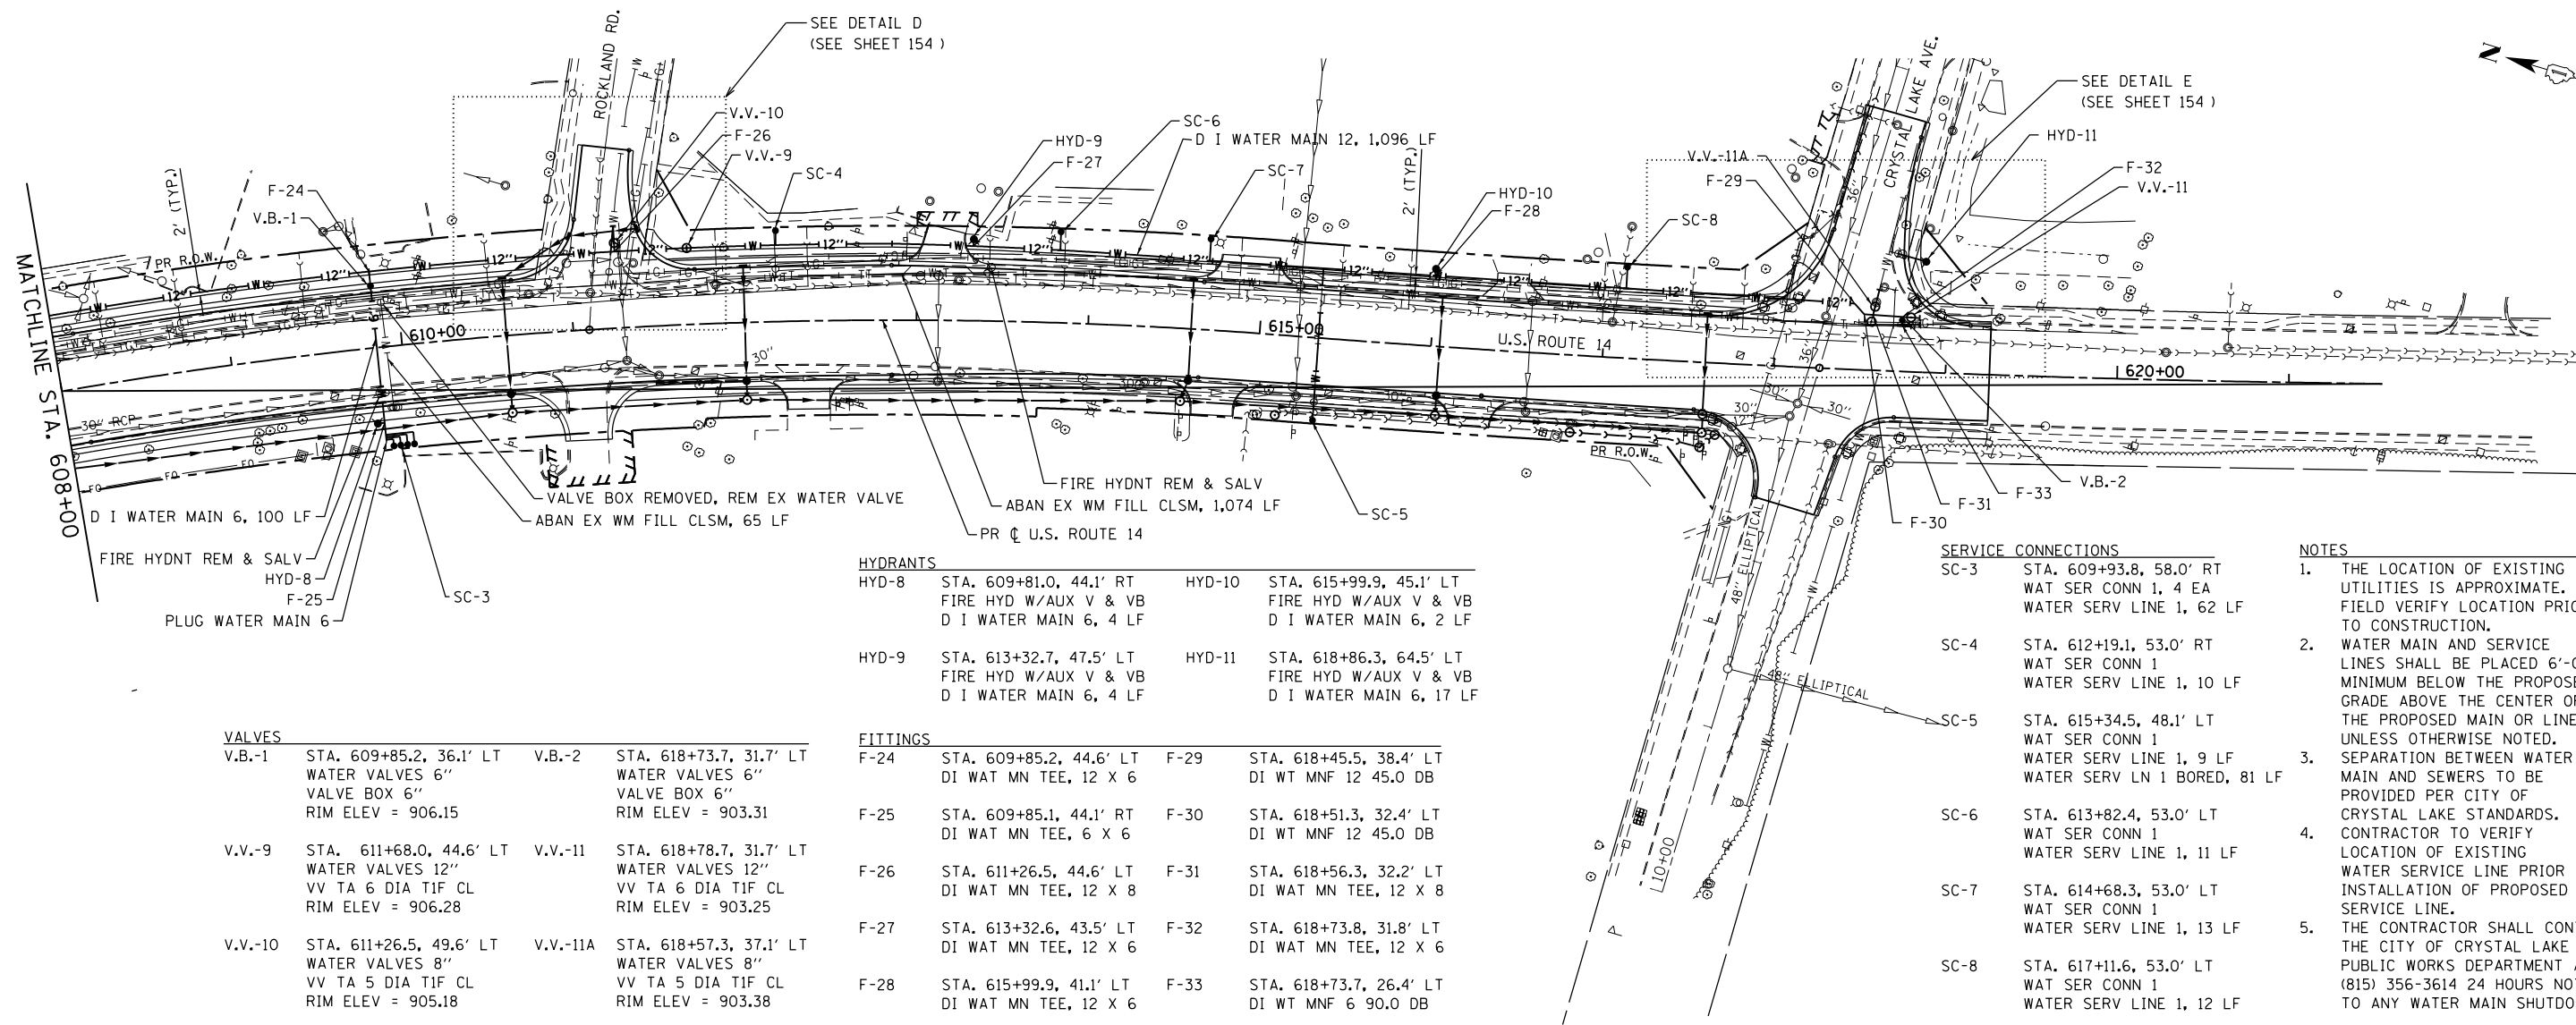 SEE DETAIL D
(SEE SHEET 154 )
ROCKLAND RD.
V.V.-10
F-26
V.V.-9
SC-4
SC-6
HYD-9
F-27
D I WATER MAIN 12, 1,096 LF
SC-7
2' (TYP.)
HYD-10
F-28
SC-8
CRYSTAL LAKE AVE.
SEE DETAIL E
(SEE SHEET 154 )
HYD-11
V.V.-11A
F-29
F-32
V.V.-11
N
2' (TYP.)
F-24
V.B.-1
PR R.O.W.
12''
12''
12''
12''
12''
12''
12''
12''
12''
12''
36''
36''
MATCHLINE STA. 608+00
610+00
615+00
620+00
U.S. ROUTE 14
30''
30'' RCP
30''
30''
30''
30''
FO
FO
FO
PR R.O.W.
D I WATER MAIN 6, 100 LF
FIRE HYDNT REM & SALV
HYD-8
F-25
PLUG WATER MAIN 6
SC-3
VALVE BOX REMOVED, REM EX WATER VALVE
ABAN EX WM FILL CLSM, 65 LF
FIRE HYDNT REM & SALV
ABAN EX WM FILL CLSM, 1,074 LF
PR ℄ U.S. ROUTE 14
SC-5
V.B.-2
F-33
F-31
F-30
48'' ELLIPTICAL
48'' ELLIPTICAL
10+00
HYDRANTS
HYD-8 STA. 609+81.0, 44.1' RT
FIRE HYD W/AUX V & VB
D I WATER MAIN 6, 4 LF
HYD-9 STA. 613+32.7, 47.5' LT
FIRE HYD W/AUX V & VB
D I WATER MAIN 6, 4 LF
HYD-10 STA. 615+99.9, 45.1' LT
FIRE HYD W/AUX V & VB
D I WATER MAIN 6, 2 LF
HYD-11 STA. 618+86.3, 64.5' LT
FIRE HYD W/AUX V & VB
D I WATER MAIN 6, 17 LF
VALVES
V.B.-1 STA. 609+85.2, 36.1' LT
WATER VALVES 6''
VALVE BOX 6''
RIM ELEV = 906.15
V.V.-9 STA. 611+68.0, 44.6' LT
WATER VALVES 12''
VV TA 6 DIA T1F CL
RIM ELEV = 906.28
V.V.-10 STA. 611+26.5, 49.6' LT
WATER VALVES 8''
VV TA 5 DIA T1F CL
RIM ELEV = 905.18
V.B.-2 STA. 618+73.7, 31.7' LT
WATER VALVES 6''
VALVE BOX 6''
RIM ELEV = 903.31
V.V.-11 STA. 618+78.7, 31.7' LT
WATER VALVES 12''
VV TA 6 DIA T1F CL
RIM ELEV = 903.25
V.V.-11A STA. 618+57.3, 37.1' LT
WATER VALVES 8''
VV TA 5 DIA T1F CL
RIM ELEV = 903.38
FITTINGS
F-24 STA. 609+85.2, 44.6' LT
DI WAT MN TEE, 12 X 6
F-25 STA. 609+85.1, 44.1' RT
DI WAT MN TEE, 6 X 6
F-26 STA. 611+26.5, 44.6' LT
DI WAT MN TEE, 12 X 8
F-27 STA. 613+32.6, 43.5' LT
DI WAT MN TEE, 12 X 6
F-28 STA. 615+99.9, 41.1' LT
DI WAT MN TEE, 12 X 6
F-29 STA. 618+45.5, 38.4' LT
DI WT MNF 12 45.0 DB
F-30 STA. 618+51.3, 32.4' LT
DI WT MNF 12 45.0 DB
F-31 STA. 618+56.3, 32.2' LT
DI WAT MN TEE, 12 X 8
F-32 STA. 618+73.8, 31.8' LT
DI WAT MN TEE, 12 X 6
F-33 STA. 618+73.7, 26.4' LT
DI WT MNF 6 90.0 DB
SERVICE CONNECTIONS
SC-3 STA. 609+93.8, 58.0' RT
WAT SER CONN 1, 4 EA
WATER SERV LINE 1, 62 LF
SC-4 STA. 612+19.1, 53.0' RT
WAT SER CONN 1
WATER SERV LINE 1, 10 LF
SC-5 STA. 615+34.5, 48.1' LT
WAT SER CONN 1
WATER SERV LINE 1, 9 LF
WATER SERV LN 1 BORED, 81 LF
SC-6 STA. 613+82.4, 53.0' LT
WAT SER CONN 1
WATER SERV LINE 1, 11 LF
SC-7 STA. 614+68.3, 53.0' LT
WAT SER CONN 1
WATER SERV LINE 1, 13 LF
SC-8 STA. 617+11.6, 53.0' LT
WAT SER CONN 1
WATER SERV LINE 1, 12 LF
NOTES
1. THE LOCATION OF EXISTING
UTILITIES IS APPROXIMATE.
FIELD VERIFY LOCATION PRIO
TO CONSTRUCTION.
2. WATER MAIN AND SERVICE
LINES SHALL BE PLACED 6'-0
MINIMUM BELOW THE PROPOSE
GRADE ABOVE THE CENTER OF
THE PROPOSED MAIN OR LINE
UNLESS OTHERWISE NOTED.
3. SEPARATION BETWEEN WATER
MAIN AND SEWERS TO BE
PROVIDED PER CITY OF
CRYSTAL LAKE STANDARDS.
4. CONTRACTOR TO VERIFY
LOCATION OF EXISTING
WATER SERVICE LINE PRIOR
INSTALLATION OF PROPOSED
SERVICE LINE.
5. THE CONTRACTOR SHALL CON
THE CITY OF CRYSTAL LAKE
PUBLIC WORKS DEPARTMENT
(815) 356-3614 24 HOURS NO
TO ANY WATER MAIN SHUTDO